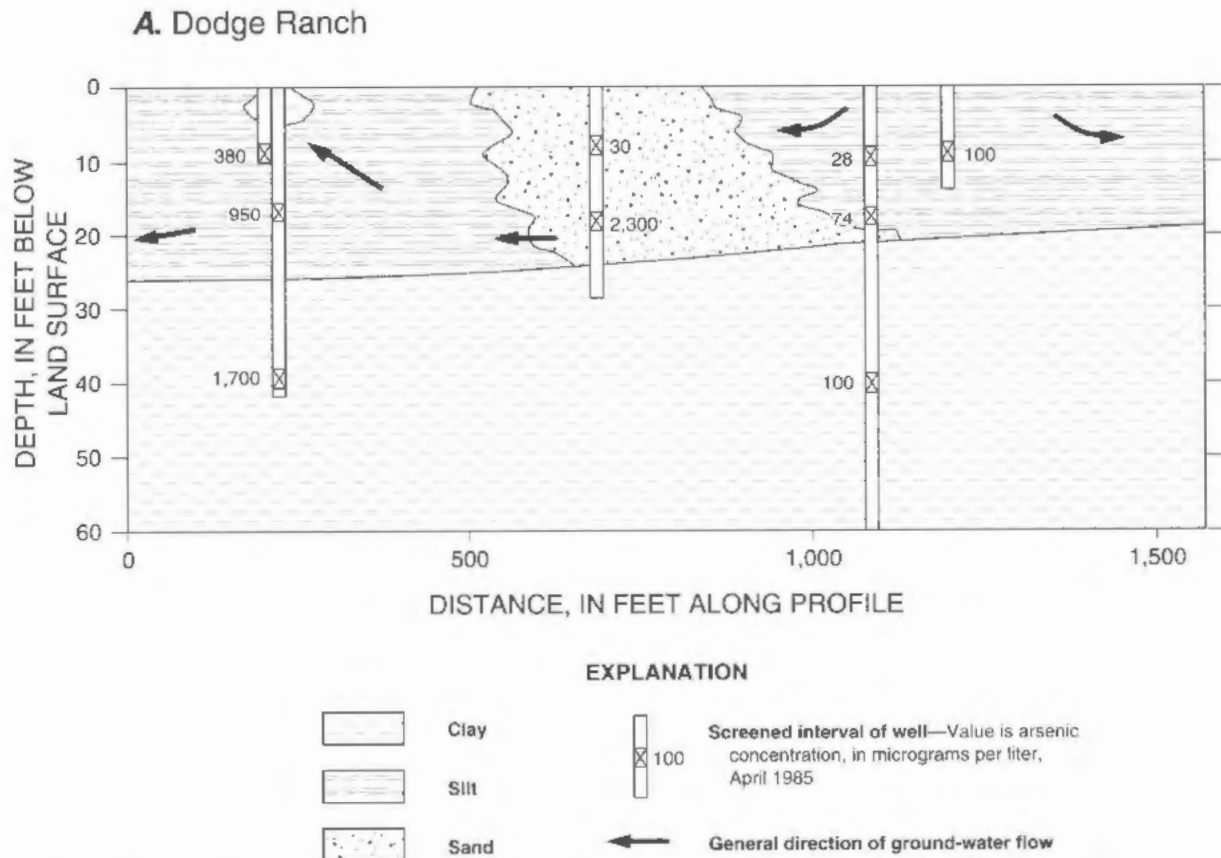 A. Dodge Ranch
DEPTH, IN FEET BELOW
LAND SURFACE
0
10
20
30
40
50
60
380
950
1,700
30
2,300
28
74
100
100
0
500
1,000
1,500
DISTANCE, IN FEET ALONG PROFILE
EXPLANATION
Clay
Silt
Sand
100
Screened interval of well—Value is arsenic
concentration, in micrograms per liter,
April 1985
General direction of ground-water flow